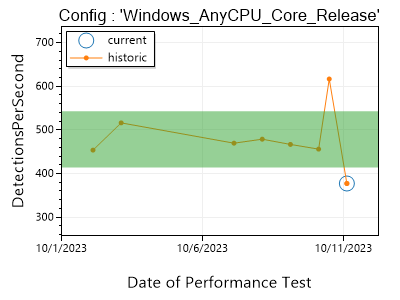 Config : 'Windows_AnyCPU_Core_Release'
current
historic
DetectionsPerSecond
700
600
500
400
300
10/1/2023
10/6/2023
10/11/2023
Date of Performance Test